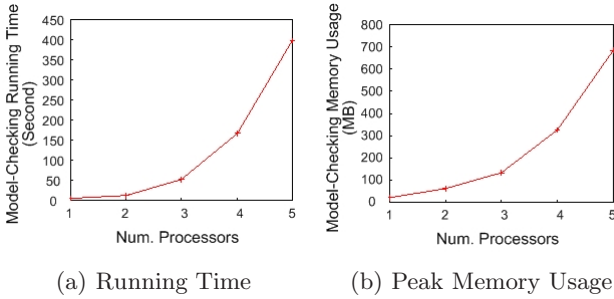 Model-Checking Running Time
(Second)
450
400
350
300
250
200
150
100
50
0
1 2 3 4 5
Num. Processors
(a) Running Time
Model-Checking Memory Usage
(MB)
800
700
600
500
400
300
200
100
0
1 2 3 4 5
Num. Processors
(b) Peak Memory Usage